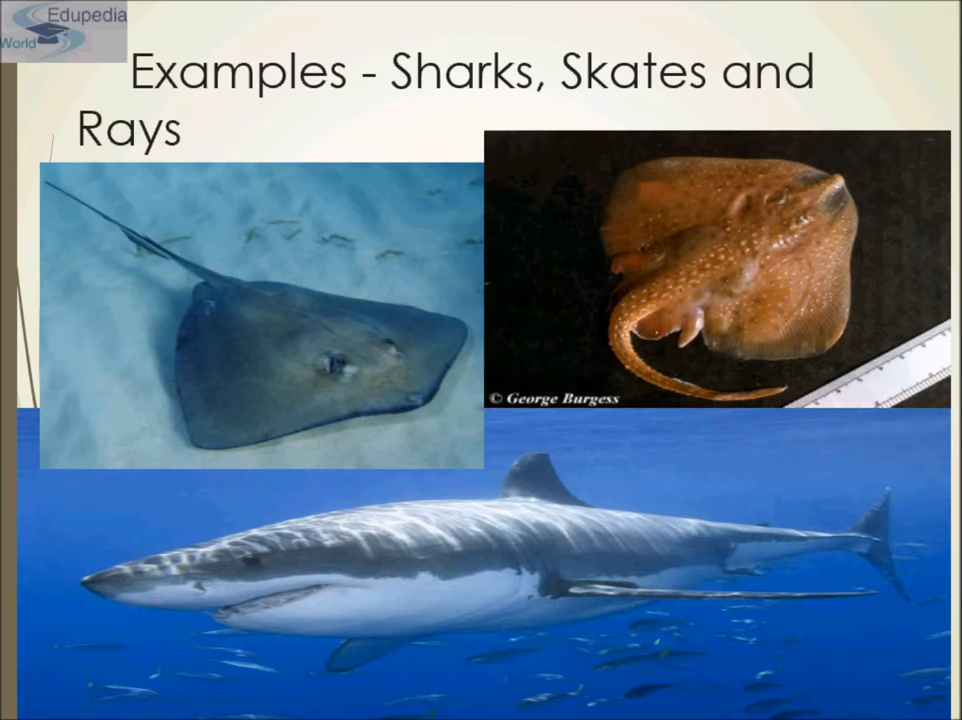 Edupedia
World
Examples - Sharks, Skates and
Rays
© George Burgess